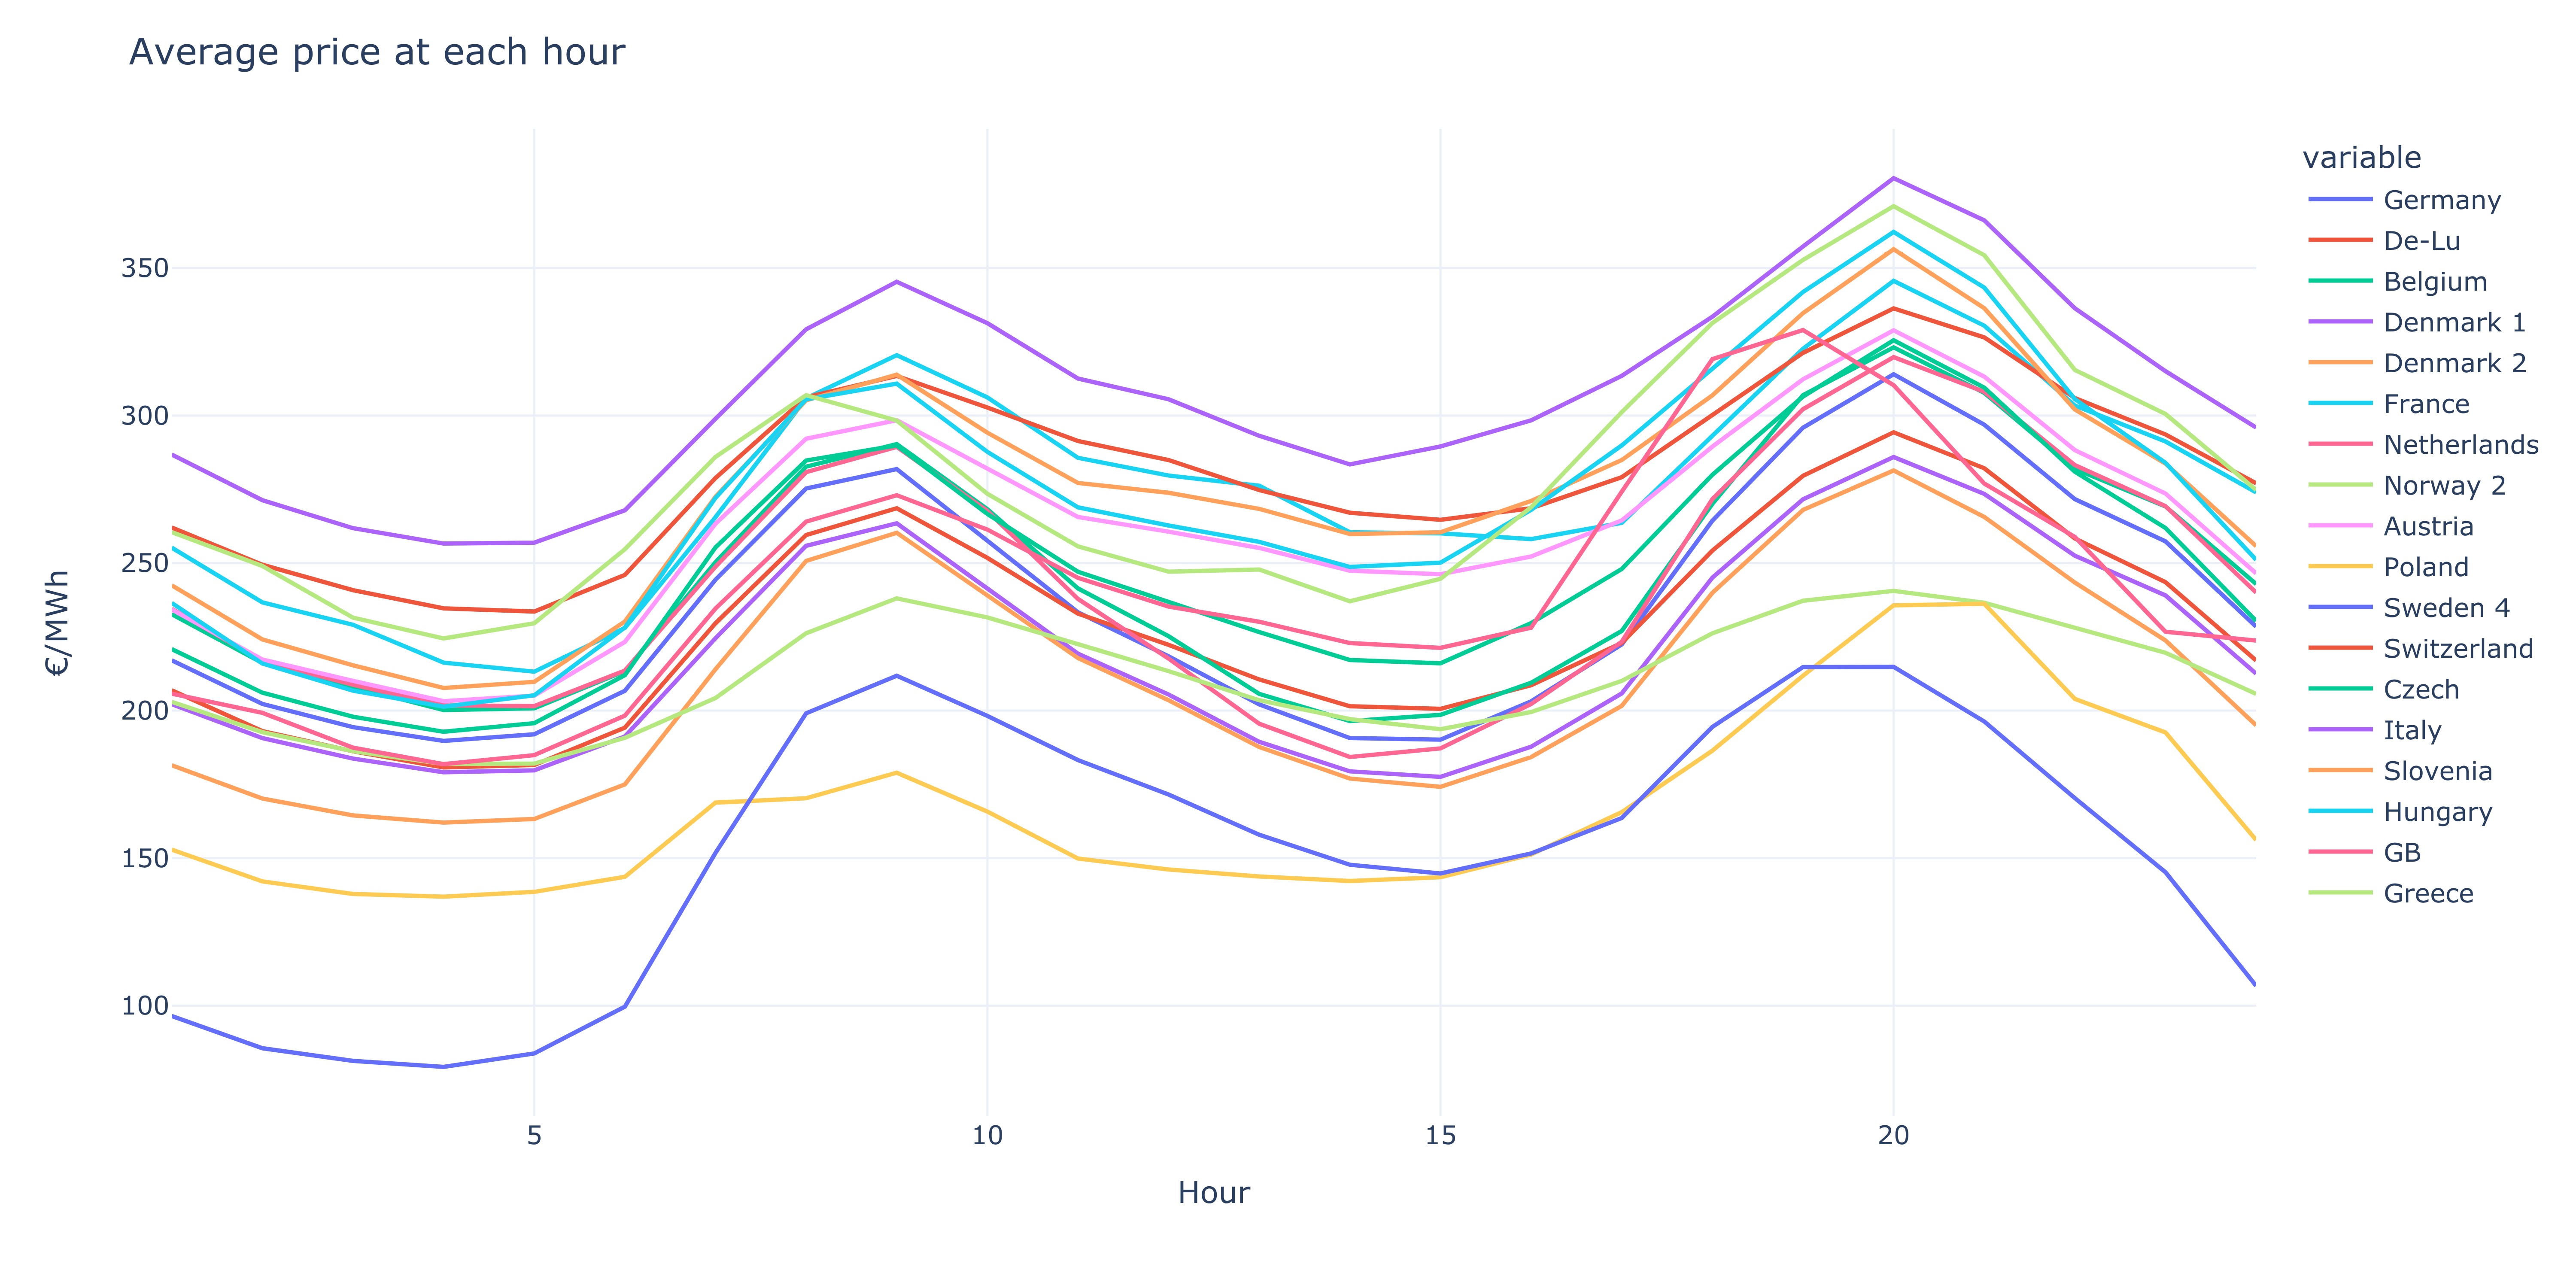 Average price at each hour
variable
Germany
De-Lu
Belgium
Denmark 1
Denmark 2
France
Netherlands
Norway 2
Austria
Poland
Sweden 4
Switzerland
Czech
Italy
Slovenia
Hungary
GB
Greece
€/MWh
350
300
250
200
150
100
5
10
15
20
Hour